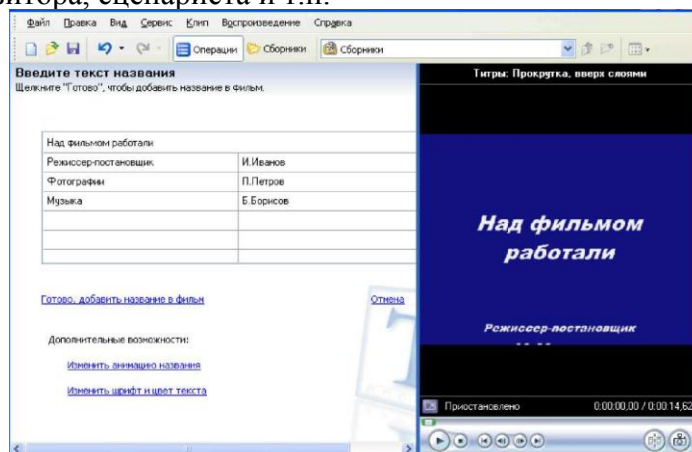 витора, сценариста и т.п.
Файл Правка Вид Сервис Клип Воспроизведение Справка
Операции Сборники Сборники
Введите текст названия
Щелкните "Готово", чтобы добавить название в фильм.
Над фильмом работали
Режиссер-постановщик И.Иванов
Фотографии П.Петров
Музыка Б.Борисов
Готово, добавить название в фильм Отмена
Дополнительные возможности:
Изменить анимацию названия
Изменить шрифт и цвет текста
Титры: Прокрутка, вверх слоями
Над фильмом
работали
Режиссер-постановщик
Приостановлено 0:00:00,00 / 0:00:14,62